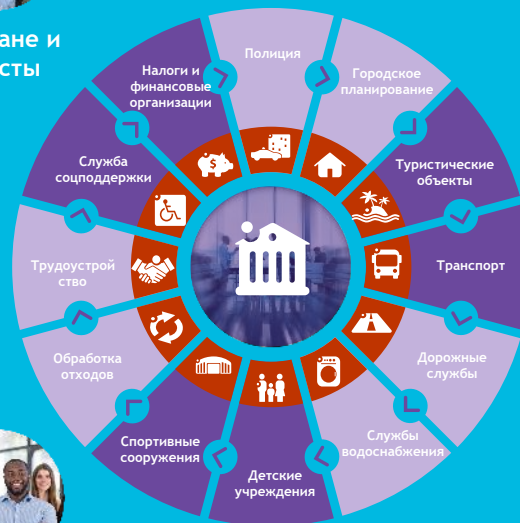 ане и
сты
Полиция
Городское
планирование
Туристические
объекты
Транспорт
Дорожные
службы
Службы
водоснабжения
Детские
учреждения
Спортивные
сооружения
Обработка
отходов
Трудоустрой
ство
Служба
соцподдержки
Налоги и
финансовые
организации